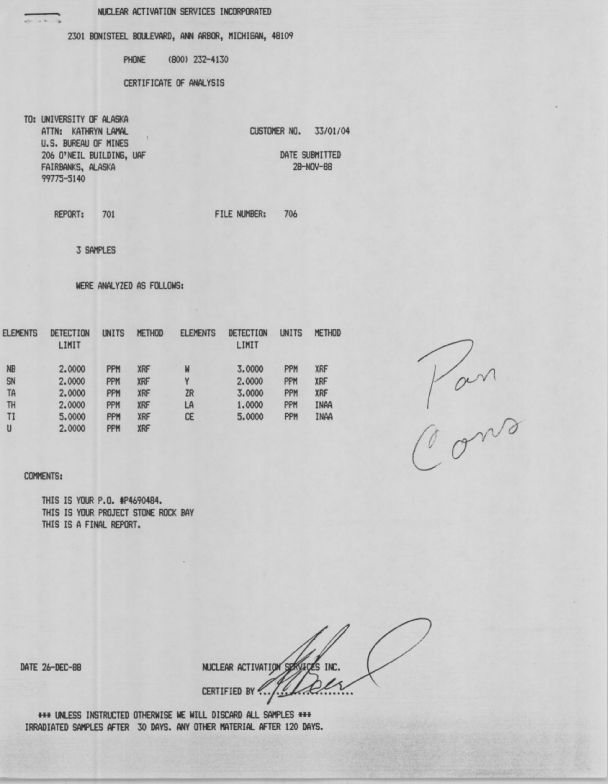 NUCLEAR ACTIVATION SERVICES INCORPORATED
2301 BONISTEEL BOULEVARD, ANN ARBOR, MICHIGAN, 48109
PHONE (800) 232-4130
CERTIFICATE OF ANALYSIS
TO: UNIVERSITY OF ALASKA
ATTN: KATHRYN LAMAL CUSTOMER NO. 33/01/04
U.S. BUREAU OF MINES
206 O'NEIL BUILDING, UAF DATE SUBMITTED
FAIRBANKS, ALASKA 28-NOV-88
99775-5140
REPORT: 701 FILE NUMBER: 706
3 SAMPLES
WERE ANALYZED AS FOLLOWS:
ELEMENTS DETECTION UNITS METHOD ELEMENTS DETECTION UNITS METHOD
LIMIT LIMIT
NB 2.0000 PPM XRF W 3.0000 PPM XRF
SN 2.0000 PPM XRF Y 2.0000 PPM XRF
TA 2.0000 PPM XRF ZR 3.0000 PPM XRF
TH 2.0000 PPM XRF LA 1.0000 PPM INAA
TI 5.0000 PPM XRF CE 5.0000 PPM INAA
U 2.0000 PPM XRF
Pan
Cons
COMMENTS:
THIS IS YOUR P.O. #P4690484.
THIS IS YOUR PROJECT STONE ROCK BAY
THIS IS A FINAL REPORT.
DATE 26-DEC-88 NUCLEAR ACTIVATION SERVICES INC.
CERTIFIED BY
*** UNLESS INSTRUCTED OTHERWISE WE WILL DISCARD ALL SAMPLES ***
IRRADIATED SAMPLES AFTER 30 DAYS. ANY OTHER MATERIAL AFTER 120 DAYS.